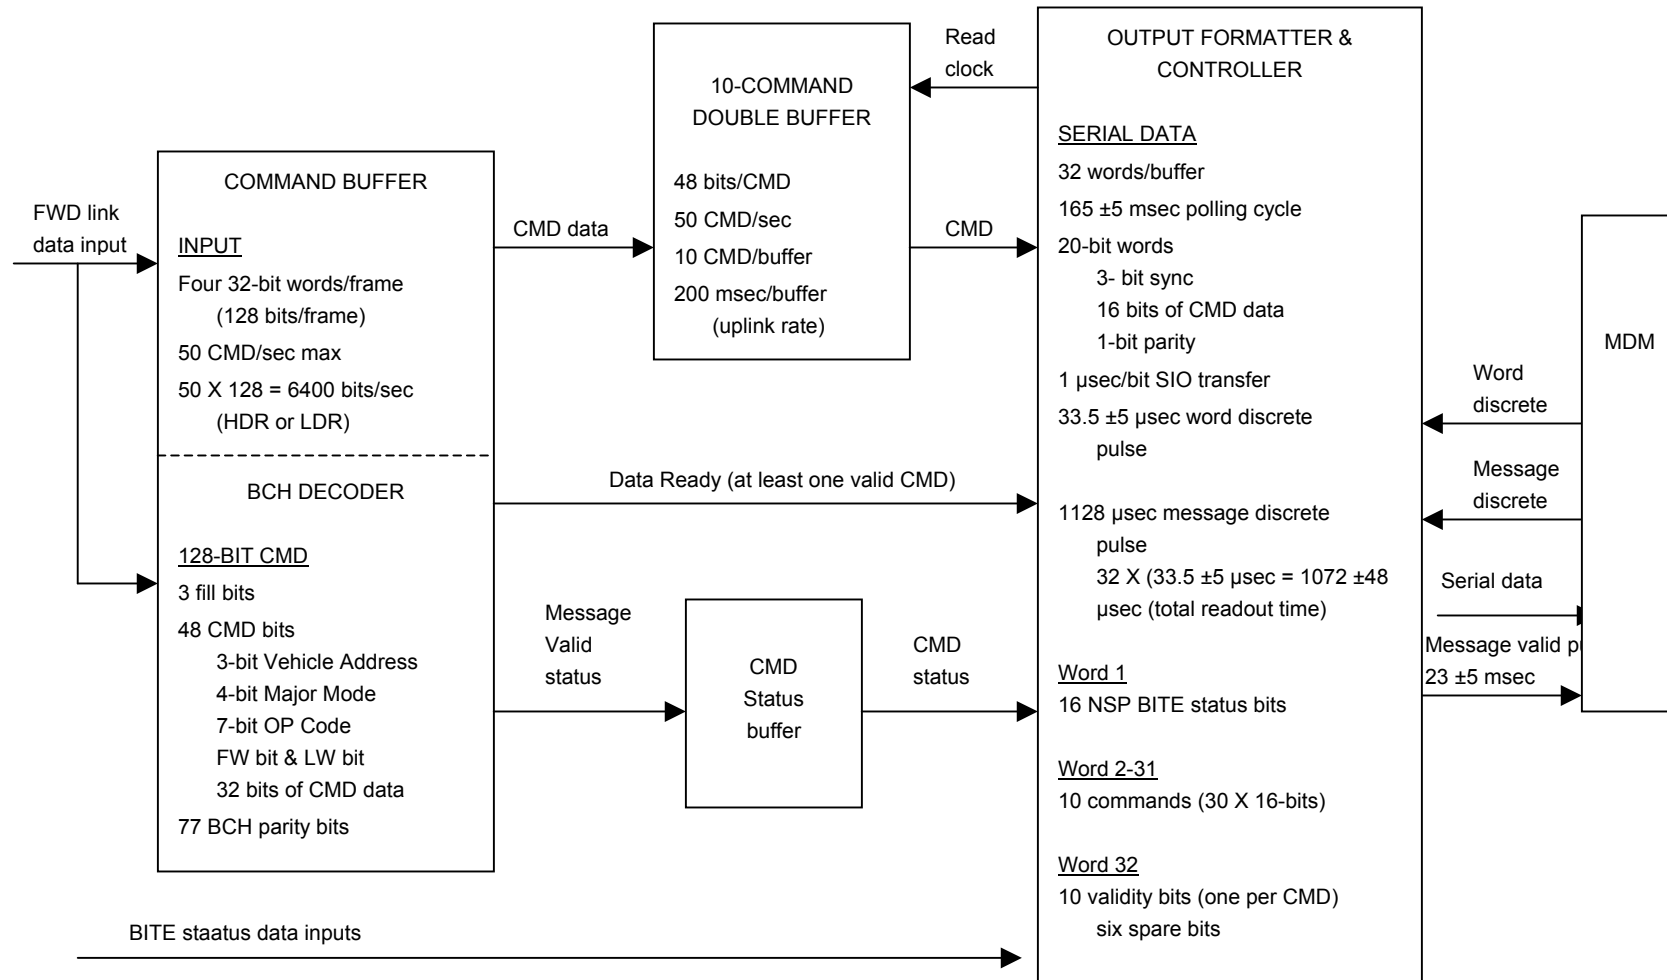 FWD link
data input
COMMAND BUFFER
INPUT
Four 32-bit words/frame
(128 bits/frame)
50 CMD/sec max
50 X 128 = 6400 bits/sec
(HDR or LDR)
BCH DECODER
128-BIT CMD
3 fill bits
48 CMD bits
3-bit Vehicle Address
4-bit Major Mode
7-bit OP Code
FW bit & LW bit
32 bits of CMD data
77 BCH parity bits
BITE staatus data inputs
CMD data
10-COMMAND
DOUBLE BUFFER
48 bits/CMD
50 CMD/sec
10 CMD/buffer
200 msec/buffer
(uplink rate)
Read
clock
CMD
Data Ready (at least one valid CMD)
Message
Valid
status
CMD
Status
buffer
CMD
status
OUTPUT FORMATTER &
CONTROLLER
SERIAL DATA
32 words/buffer
165 ±5 msec polling cycle
20-bit words
3- bit sync
16 bits of CMD data
1-bit parity
1 µsec/bit SIO transfer
33.5 ±5 µsec word discrete
pulse
1128 µsec message discrete
pulse
32 X (33.5 ±5 µsec = 1072 ±48
µsec (total readout time)
Word 1
16 NSP BITE status bits
Word 2-31
10 commands (30 X 16-bits)
Word 32
10 validity bits (one per CMD)
six spare bits
Word
discrete
Message
discrete
Serial data
Message valid
23 ±5 msec
MDM